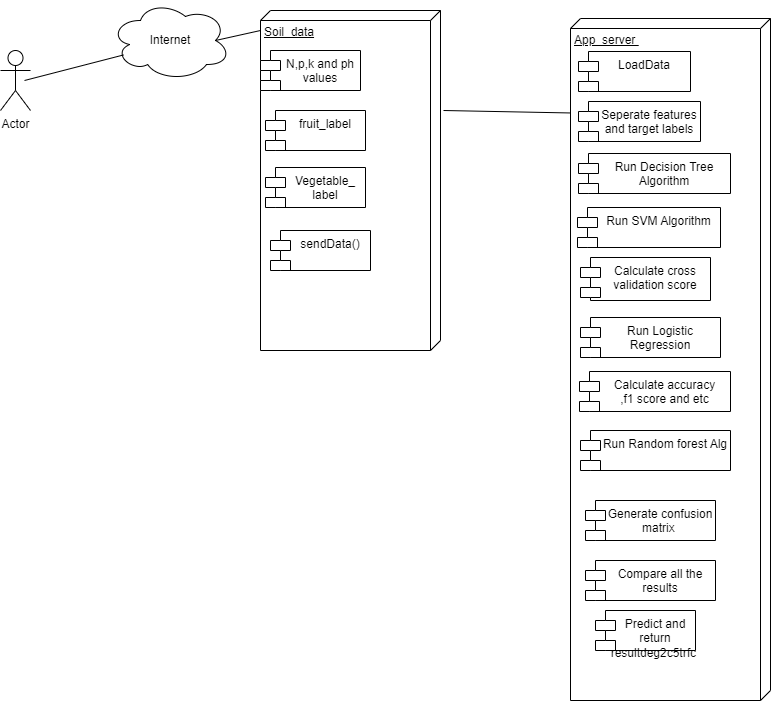 Internet
Actor
Soil_data
N,p,k and ph
values
fruit_label
Vegetable_
label
sendData()
App_server
LoadData
Seperate features
and target labels
Run Decision Tree
Algorithm
Run SVM Algorithm
Calculate cross
validation score
Run Logistic
Regression
Calculate accuracy
,f1 score and etc
Run Random forest Alg
Generate confusion
matrix
Compare all the
results
Predict and
return
resultdeg2c5trfc